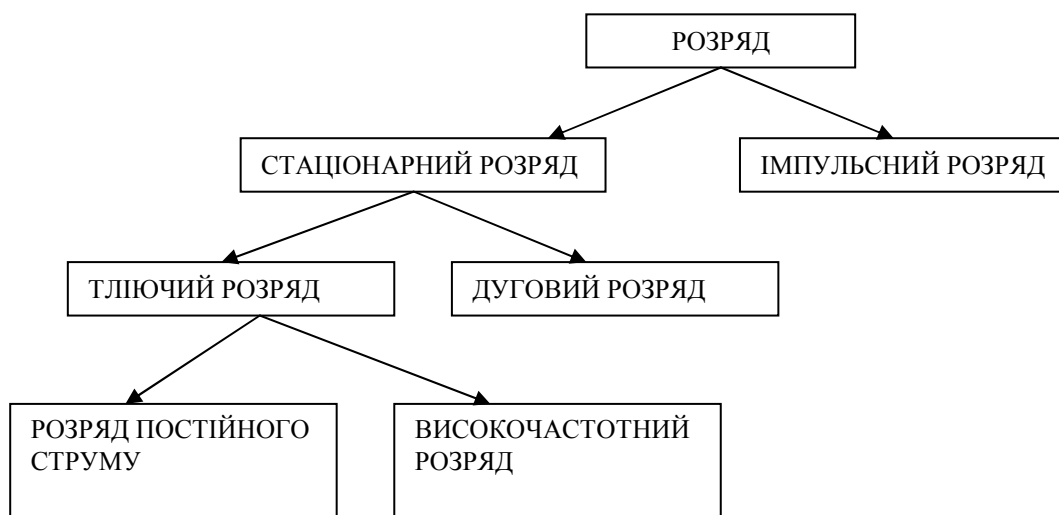 РОЗРЯД
СТАЦІОНАРНИЙ РОЗРЯД
ІМПУЛЬСНИЙ РОЗРЯД
ТЛІЮЧИЙ РОЗРЯД
ДУГОВИЙ РОЗРЯД
РОЗРЯД ПОСТІЙНОГО
СТРУМУ
ВИСОКОЧАСТОТНИЙ
РОЗРЯД